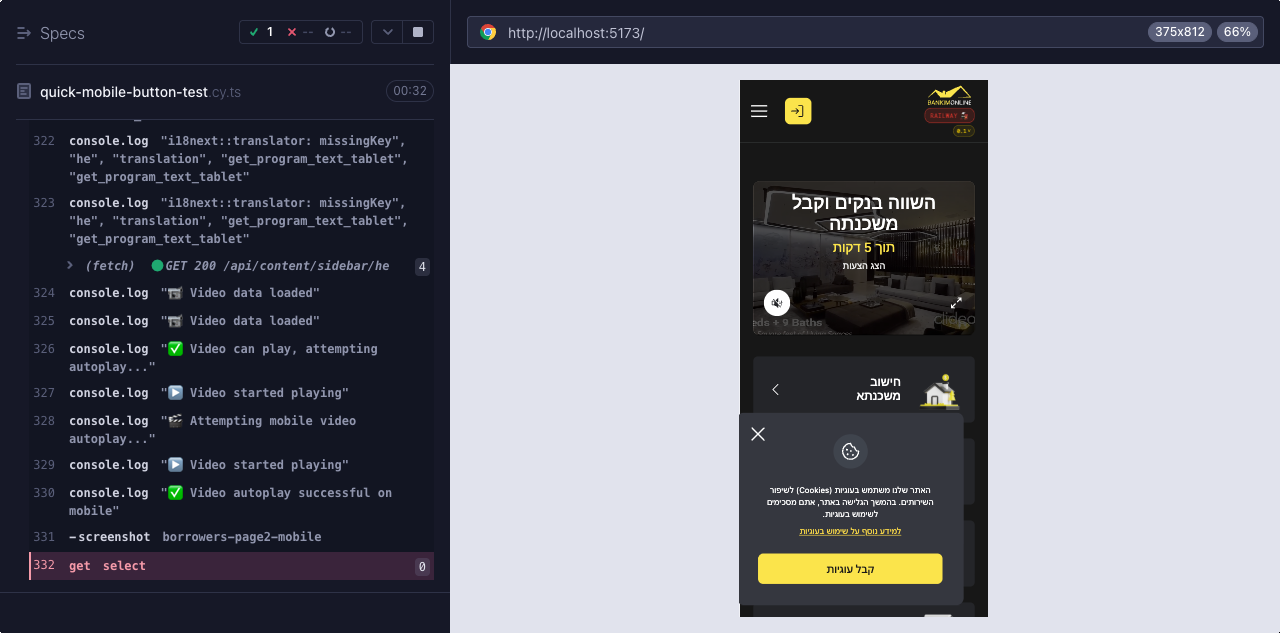 Specs
1
--
--
quick-mobile-button-test.cy.ts
00:32
322 console.log "i18next::translator: missingKey",
"he", "translation", "get_program_text_tablet",
"get_program_text_tablet"
323 console.log "i18next::translator: missingKey",
"he", "translation", "get_program_text_tablet",
"get_program_text_tablet"
(fetch) GET 200 /api/content/sidebar/he 4
324 console.log "📹 Video data loaded"
325 console.log "📹 Video data loaded"
326 console.log "✅ Video can play, attempting
autoplay..."
327 console.log "▶️ Video started playing"
328 console.log "🎬 Attempting mobile video
autoplay..."
329 console.log "▶️ Video started playing"
330 console.log "✅ Video autoplay successful on
mobile"
331 -screenshot borrowers-page2-mobile
332 get select 0
http://localhost:5173/
375x812
66%
BANKIMONLINE
RAILWAY
השווה בנקים וקבל
משכנתה
תוך 5 דקות
הצג הצעות
eds + 9 Baths
חישוב
משכנתא
האתר שלנו משתמש בעוגיות (Cookies) לשיפור
השירותים. בהמשך הגלישה באתר, אתם מסכימים
לשימוש בעוגיות.
למידע נוסף על שימוש בעוגיות
קבל עוגיות